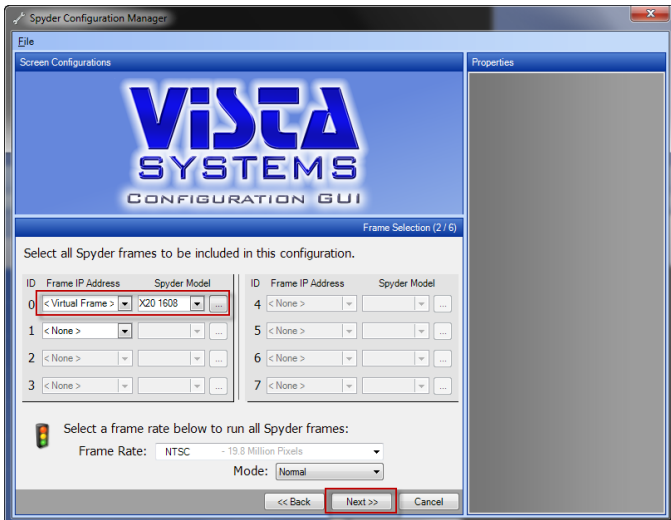 Spyder Configuration Manager
File
Screen Configurations
Properties
VISTA
SYSTEMS
CONFIGURATION GUI
Frame Selection (2 / 6)
Select all Spyder frames to be included in this configuration.
ID Frame IP Address Spyder Model
0 < Virtual Frame > X20 1608 ...
1 < None > ...
2 < None > ...
3 < None > ...
ID Frame IP Address Spyder Model
4 < None > ...
5 < None > ...
6 < None > ...
7 < None > ...
Select a frame rate below to run all Spyder frames:
Frame Rate: NTSC - 19.8 Million Pixels
Mode: Normal
<< Back Next >> Cancel